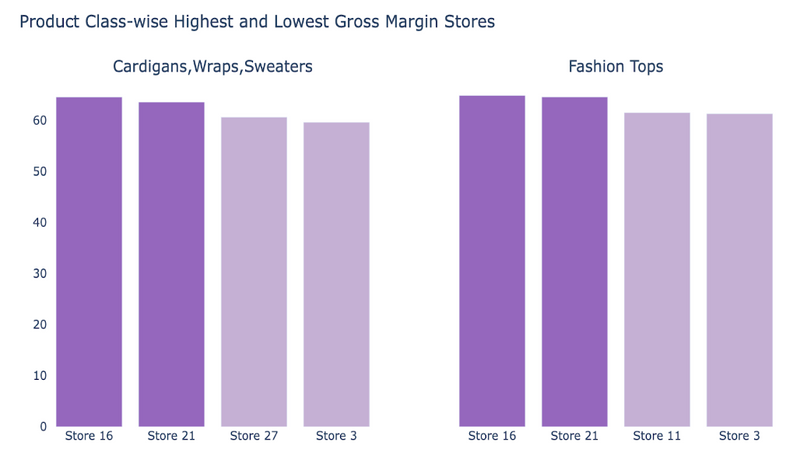 Product Class-wise Highest and Lowest Gross Margin Stores
Cardigans,Wraps,Sweaters
Fashion Tops
60
50
40
30
20
10
0
Store 16 Store 21 Store 27 Store 3
Store 16 Store 21 Store 11 Store 3